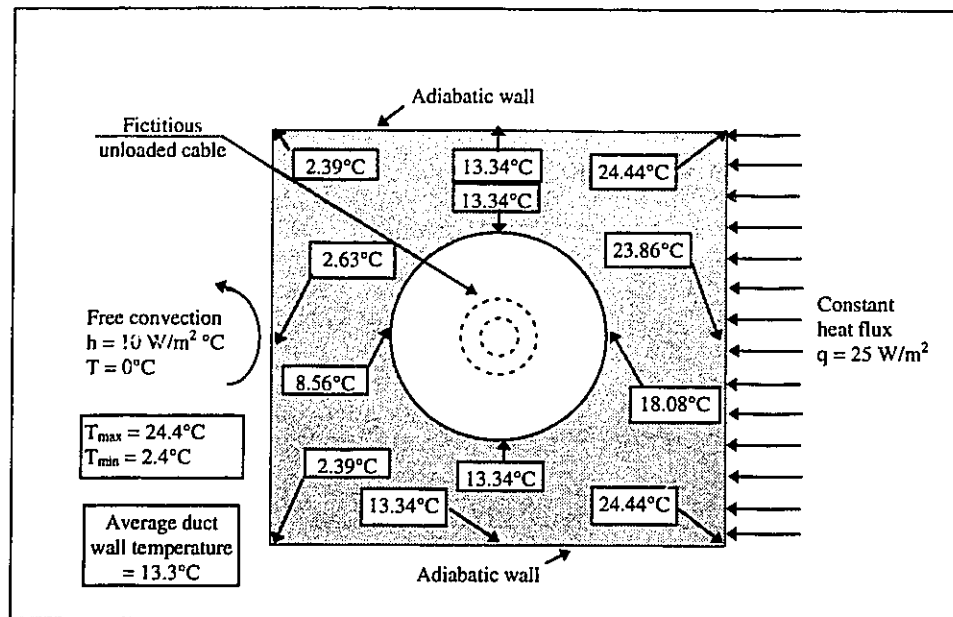 Adiabatic wall
Fictitious
unloaded cable
2.39°C
13.34°C
24.44°C
13.34°C
2.63°C
23.86°C
Free convection
h = 10 W/m² °C
T = 0°C
Constant
heat flux
q = 25 W/m²
8.56°C
18.08°C
Tmax = 24.4°C
Tmin = 2.4°C
2.39°C
13.34°C
13.34°C
24.44°C
Average duct
wall temperature
= 13.3°C
Adiabatic wall